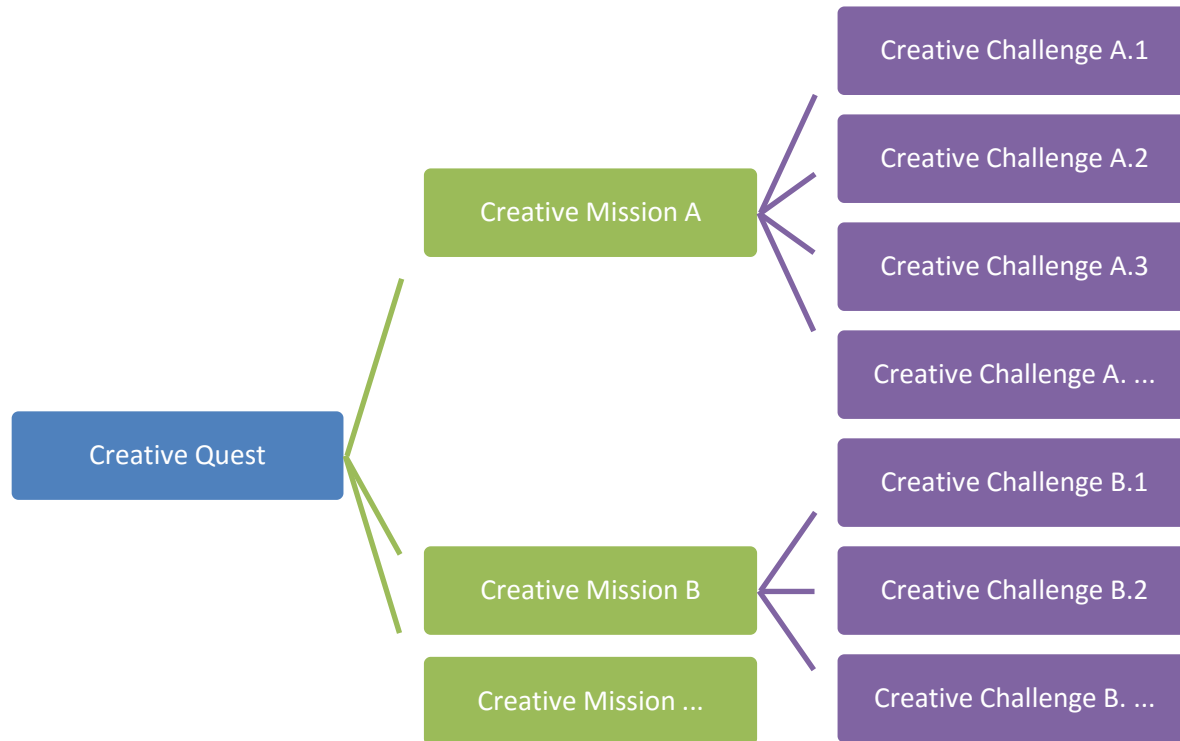 Creative Quest
Creative Mission A
Creative Challenge A.1
Creative Challenge A.2
Creative Challenge A.3
Creative Challenge A. ...
Creative Mission B
Creative Challenge B.1
Creative Challenge B.2
Creative Challenge B. ...
Creative Mission ...